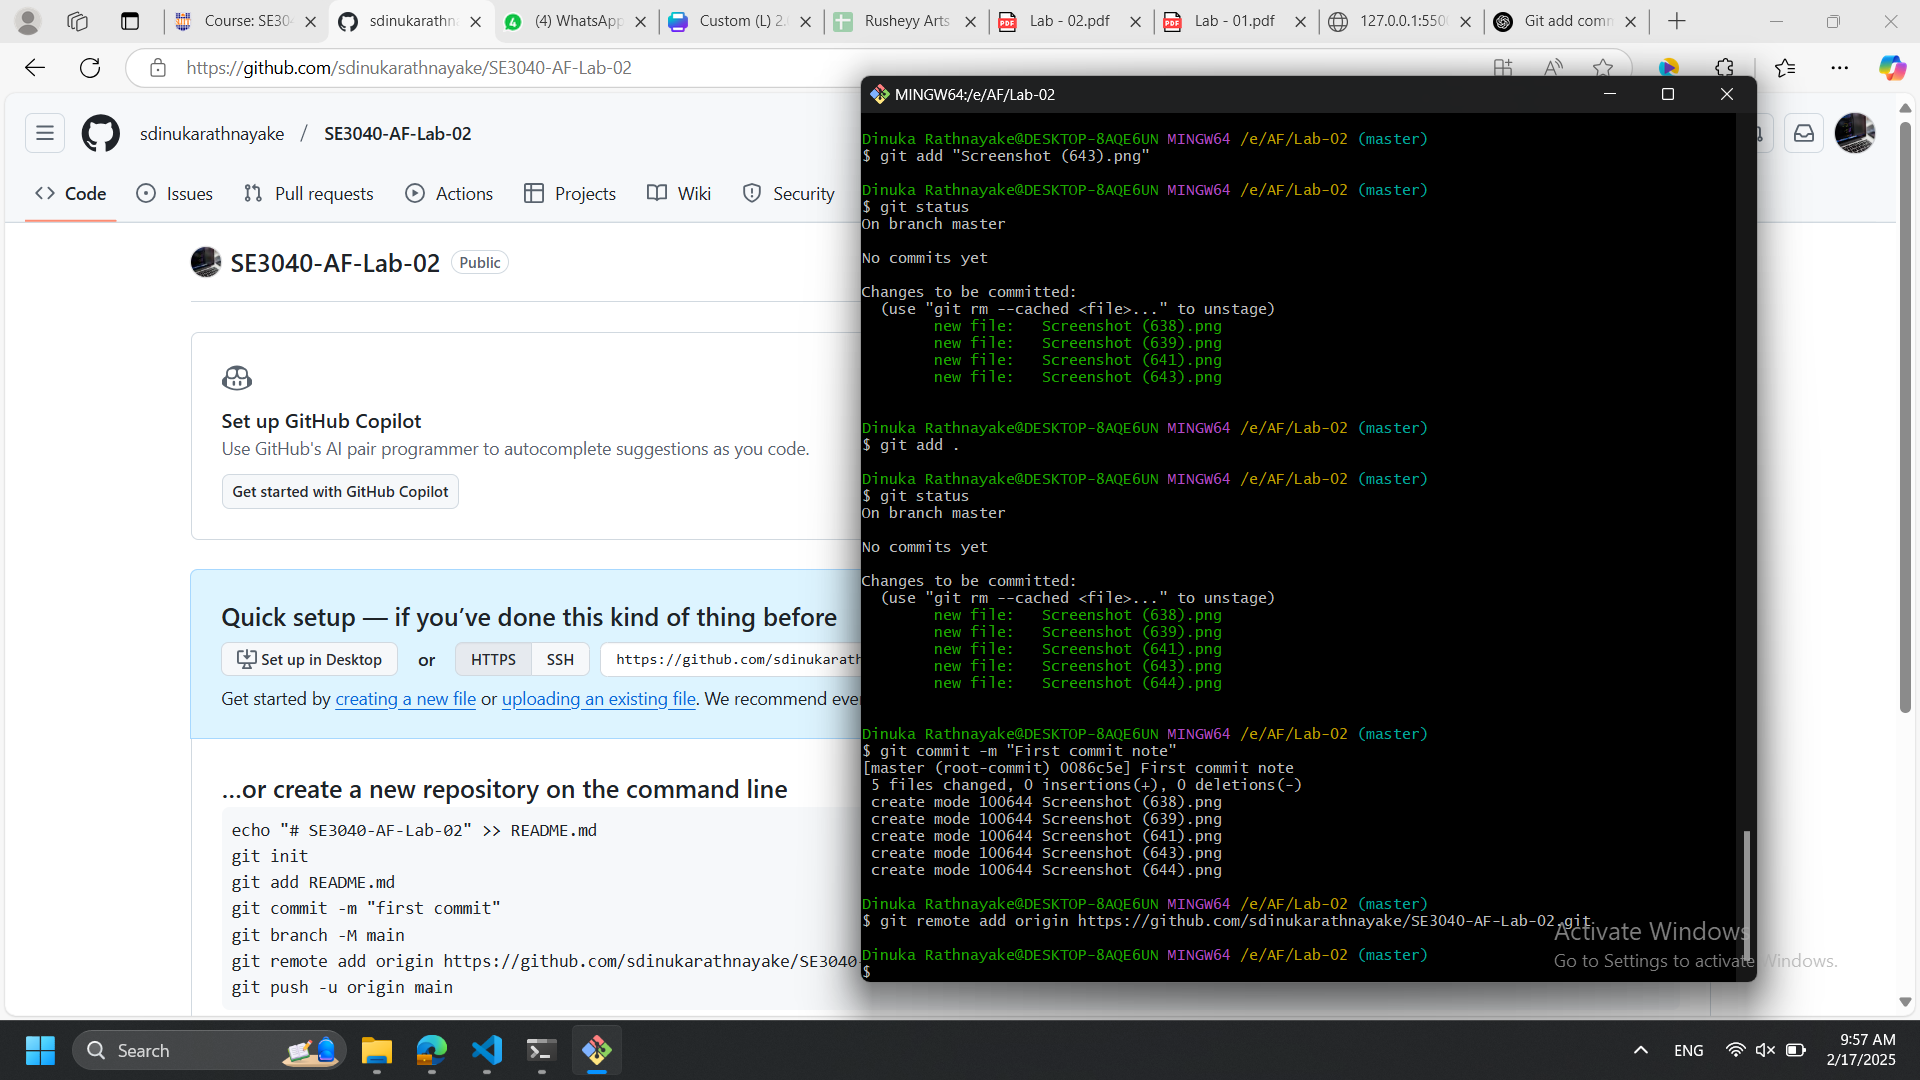 Course: SE304
sdinukarathna
(4) WhatsApp
Custom (L) 2.
Rusheyy Arts
Lab - 02.pdf
Lab - 01.pdf
127.0.0.1:550
Git add comm
https://github.com/sdinukarathnayake/SE3040-AF-Lab-02
sdinukarathnayake / SE3040-AF-Lab-02
Code
Issues
Pull requests
Actions
Projects
Wiki
Security
SE3040-AF-Lab-02 Public
Set up GitHub Copilot
Use GitHub's AI pair programmer to autocomplete suggestions as you code.
Get started with GitHub Copilot
Quick setup — if you’ve done this kind of thing before
Set up in Desktop or HTTPS SSH https://github.com/sdinukarath
Get started by creating a new file or uploading an existing file. We recommend eve
...or create a new repository on the command line
echo "# SE3040-AF-Lab-02" >> README.md
git init
git add README.md
git commit -m "first commit"
git branch -M main
git remote add origin https://github.com/sdinukarathnayake/SE3040-
git push -u origin main
MINGW64:/e/AF/Lab-02
Dinuka Rathnayake@DESKTOP-8AQE6UN MINGW64 /e/AF/Lab-02 (master)
$ git add "Screenshot (643).png"
Dinuka Rathnayake@DESKTOP-8AQE6UN MINGW64 /e/AF/Lab-02 (master)
$ git status
On branch master
No commits yet
Changes to be committed:
(use "git rm --cached <file>..." to unstage)
new file: Screenshot (638).png
new file: Screenshot (639).png
new file: Screenshot (641).png
new file: Screenshot (643).png
Dinuka Rathnayake@DESKTOP-8AQE6UN MINGW64 /e/AF/Lab-02 (master)
$ git add .
Dinuka Rathnayake@DESKTOP-8AQE6UN MINGW64 /e/AF/Lab-02 (master)
$ git status
On branch master
No commits yet
Changes to be committed:
(use "git rm --cached <file>..." to unstage)
new file: Screenshot (638).png
new file: Screenshot (639).png
new file: Screenshot (641).png
new file: Screenshot (643).png
new file: Screenshot (644).png
Dinuka Rathnayake@DESKTOP-8AQE6UN MINGW64 /e/AF/Lab-02 (master)
$ git commit -m "First commit note"
[master (root-commit) 0086c5e] First commit note
5 files changed, 0 insertions(+), 0 deletions(-)
create mode 100644 Screenshot (638).png
create mode 100644 Screenshot (639).png
create mode 100644 Screenshot (641).png
create mode 100644 Screenshot (643).png
create mode 100644 Screenshot (644).png
Dinuka Rathnayake@DESKTOP-8AQE6UN MINGW64 /e/AF/Lab-02 (master)
$ git remote add origin https://github.com/sdinukarathnayake/SE3040-AF-Lab-02.git
Dinuka Rathnayake@DESKTOP-8AQE6UN MINGW64 /e/AF/Lab-02 (master)
$
Activate Windows
Go to Settings to activate Windows.
Search
ENG
9:57 AM
2/17/2025